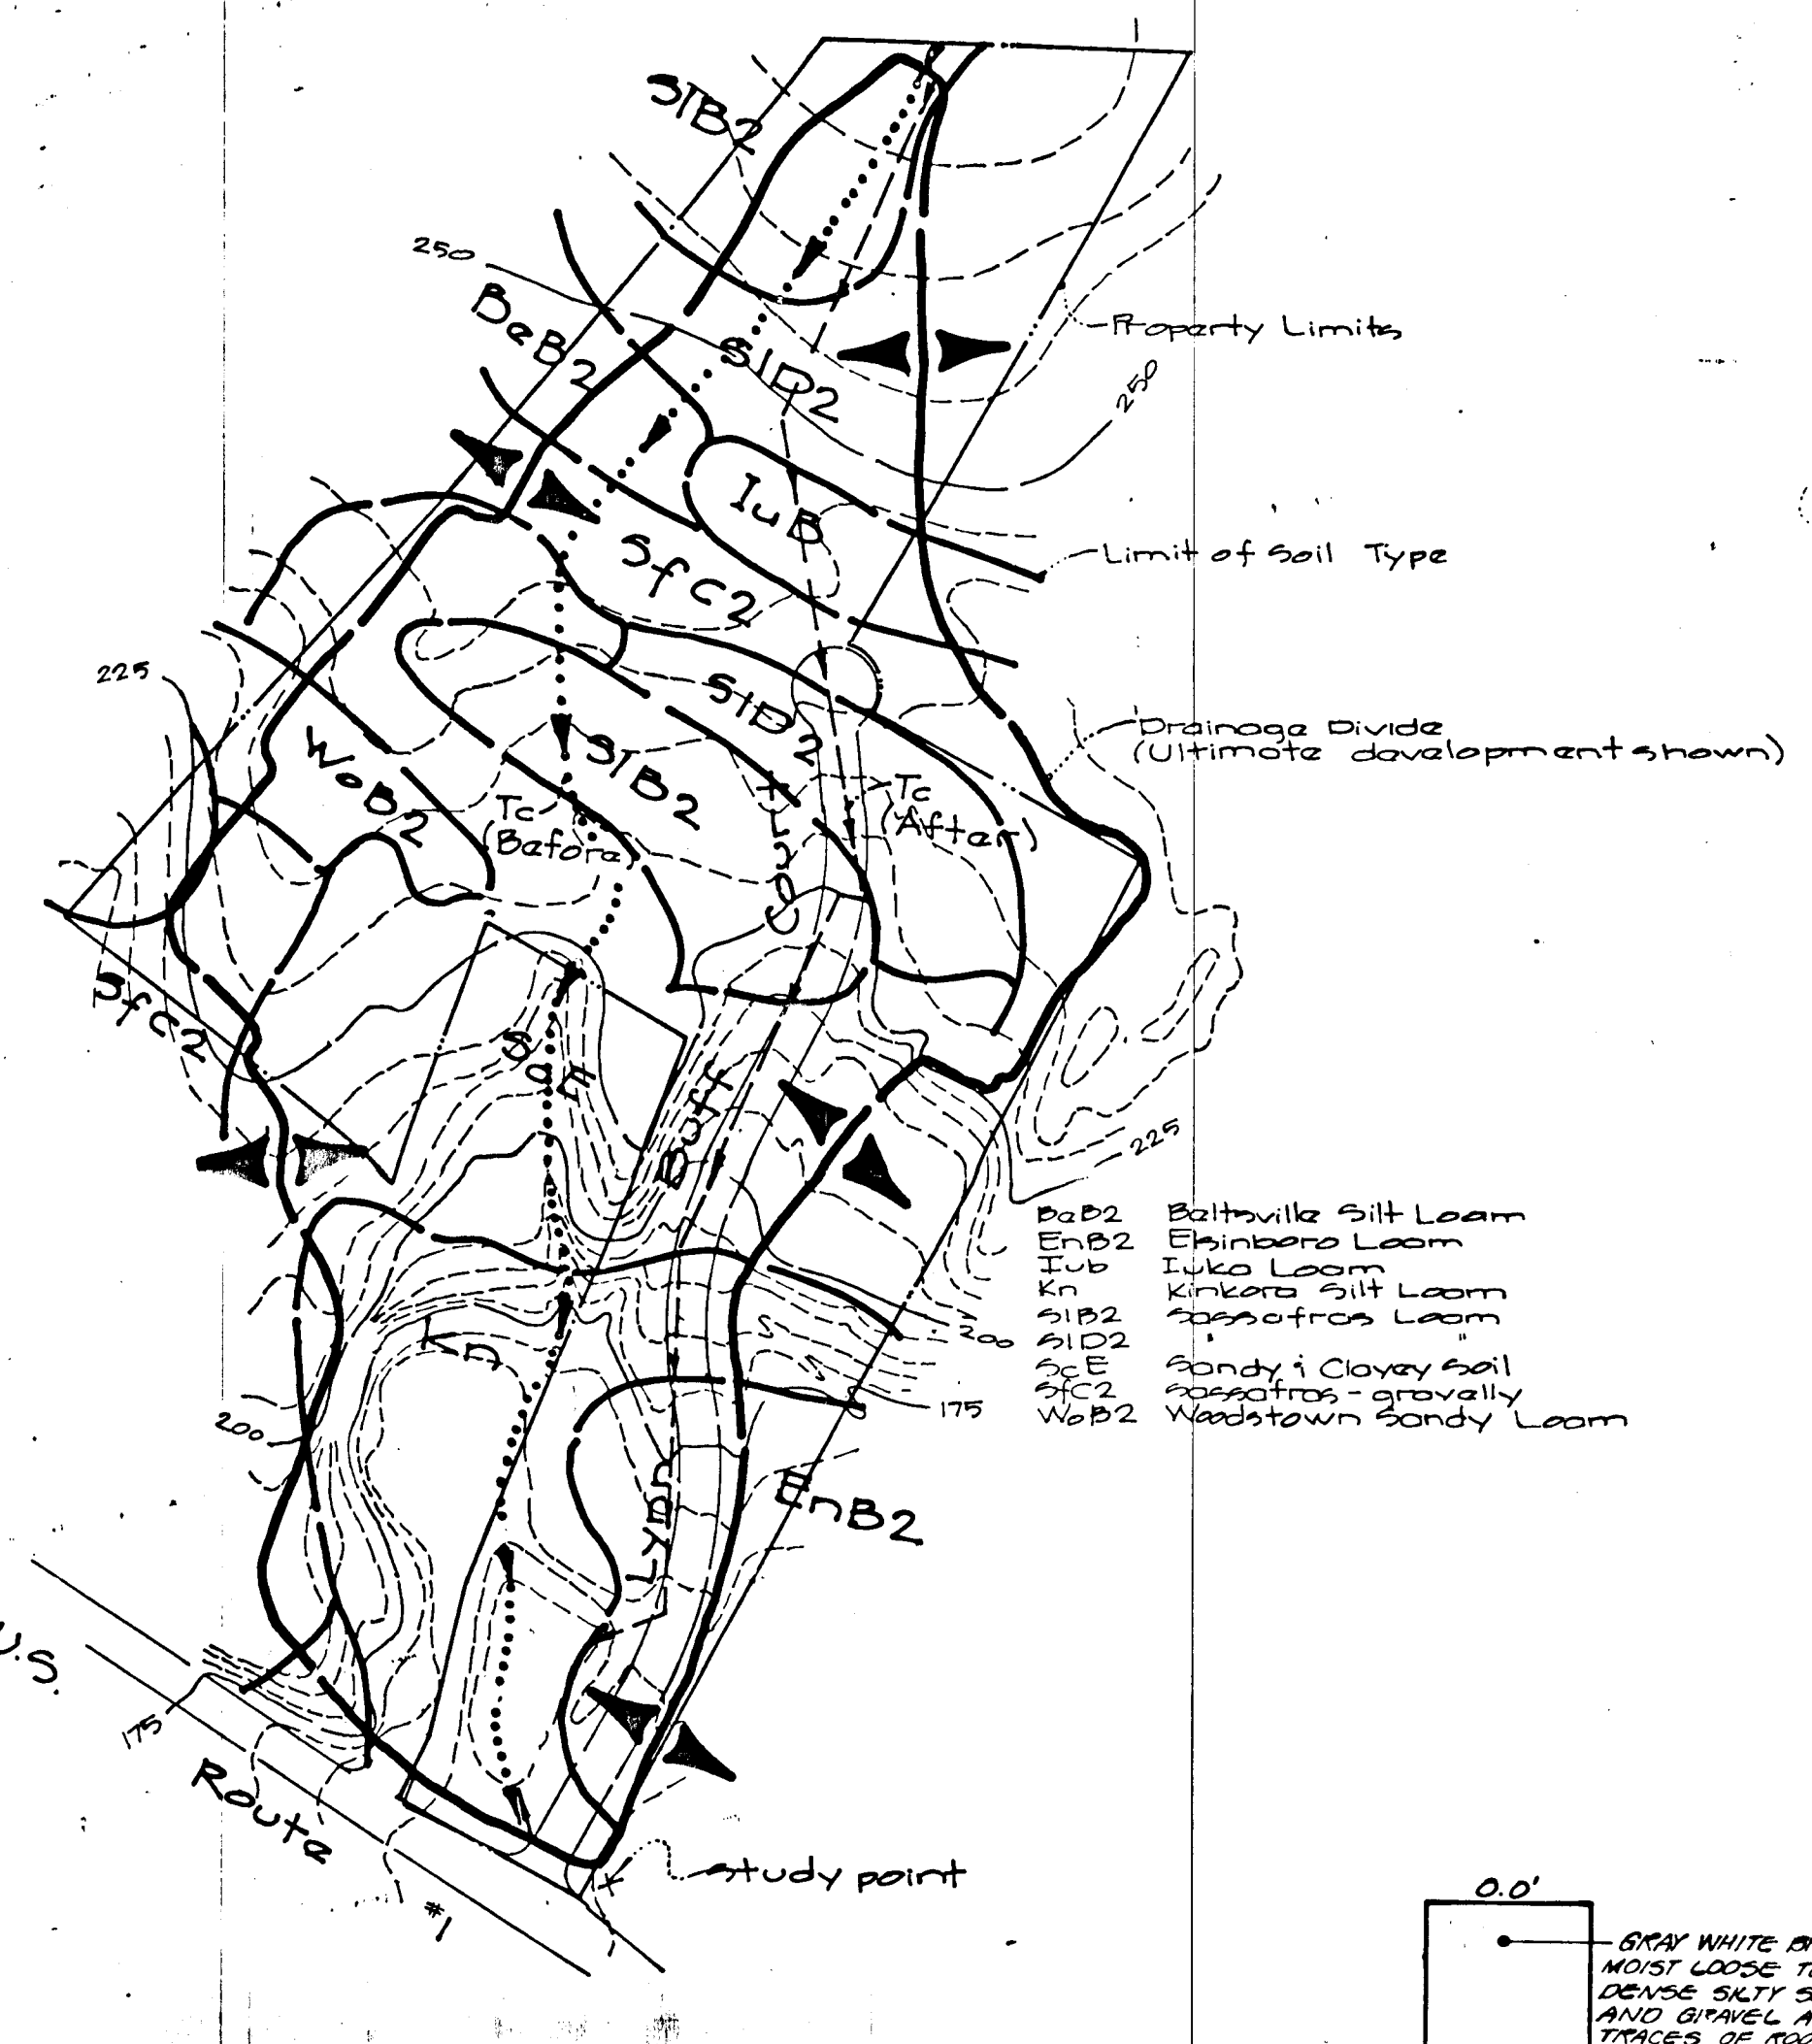 SlB2
250
BeB2
SlD2
Property Limits
250
IuB
SfC2
Limit of Soil Type
225
SlD2
Drainage Divide
(Ultimate development shown)
WoB2
SlB2
Tc
(Before)
Tc
(After)
SfC2
ScE
Court
Bluff
225
BeB2 Beltsville Silt Loam
EnB2 Elsinboro Loam
Iub Iuka Loam
Kn Kinkora Silt Loam
SlB2 Sassafras Loam
SlD2 " "
ScE Sandy & Clayey Soil
SfC2 Sassafras - gravelly
WoB2 Woodstown Sandy Loam
200
Kn
175
200
EnB2
U.S.
175
Route
#1
study point
0.0'
GRAY WHITE
MOIST LOOSE
DENSE SILTY
AND GRAVEL
TRACES OF